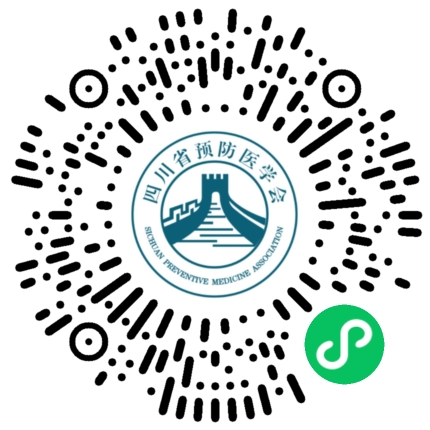 四川省预防医学会
SICHUAN PREVENTIVE MEDICINE ASSOCIATION